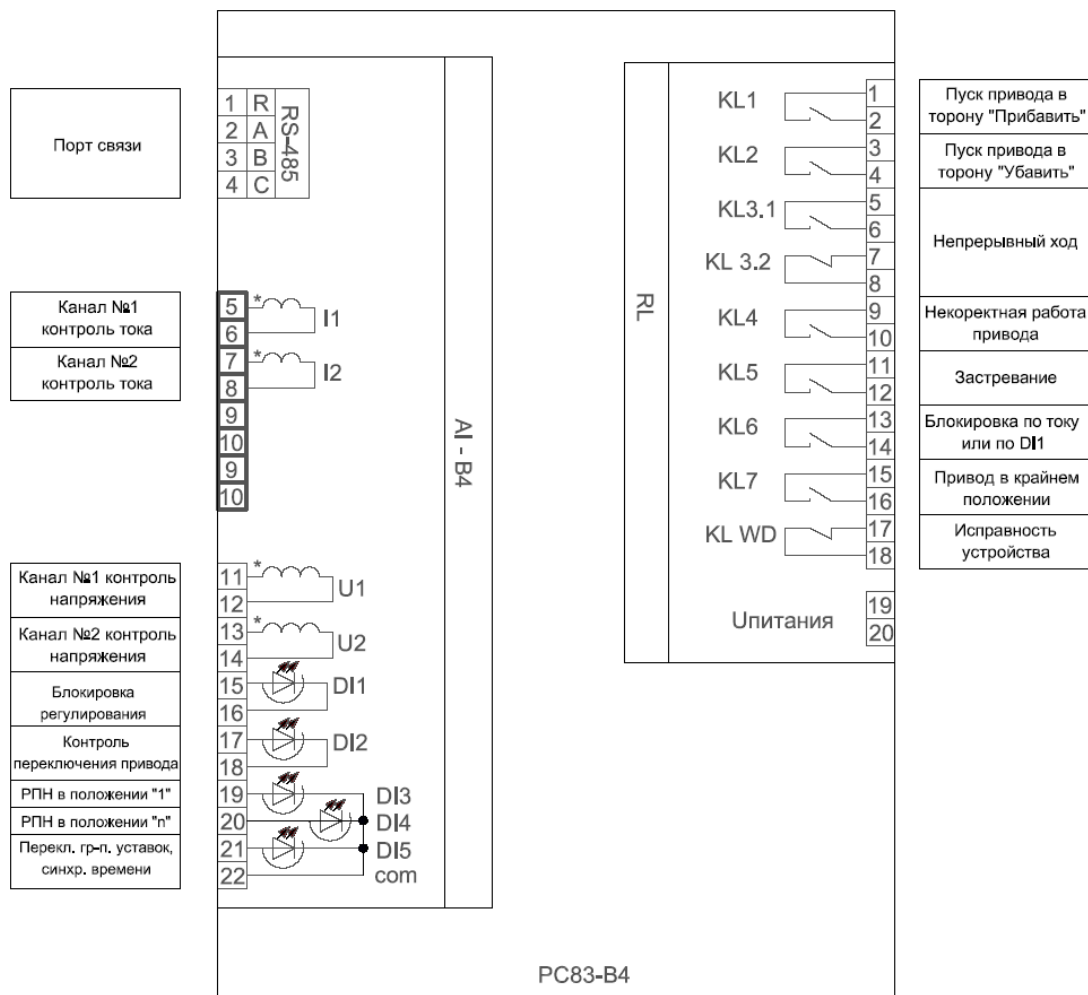 Порт связи
1 R
2 A
3 B
4 C
RS-485
Канал №1
контроль тока
5 * I1
6
Канал №2
контроль тока
7 * I2
8
9
10
9
10
AI - B4
Канал №1 контроль
напряжения
11 * U1
12
Канал №2 контроль
напряжения
13 * U2
14
Блокировка
регулирования
15 DI1
16
Контроль
переключения привода
17 DI2
18
РПН в положении "1"
19 DI3
РПН в положении "n"
20 DI4
Перекл. гр-п. уставок,
синхр. времени
21 DI5
22 com
RL
KL1 1
2
Пуск привода в
торону "Прибавить"
KL2 3
4
Пуск привода в
торону "Убавить"
KL3.1 5
6
KL 3.2 7
8
Непрерывный ход
KL4 9
10
Некоректная работа
привода
KL5 11
12
Застревание
KL6 13
14
Блокировка по току
или по DI1
KL7 15
16
Привод в крайнем
положении
KL WD 17
18
Исправность
устройства
Uпитания 19
20
PC83-B4